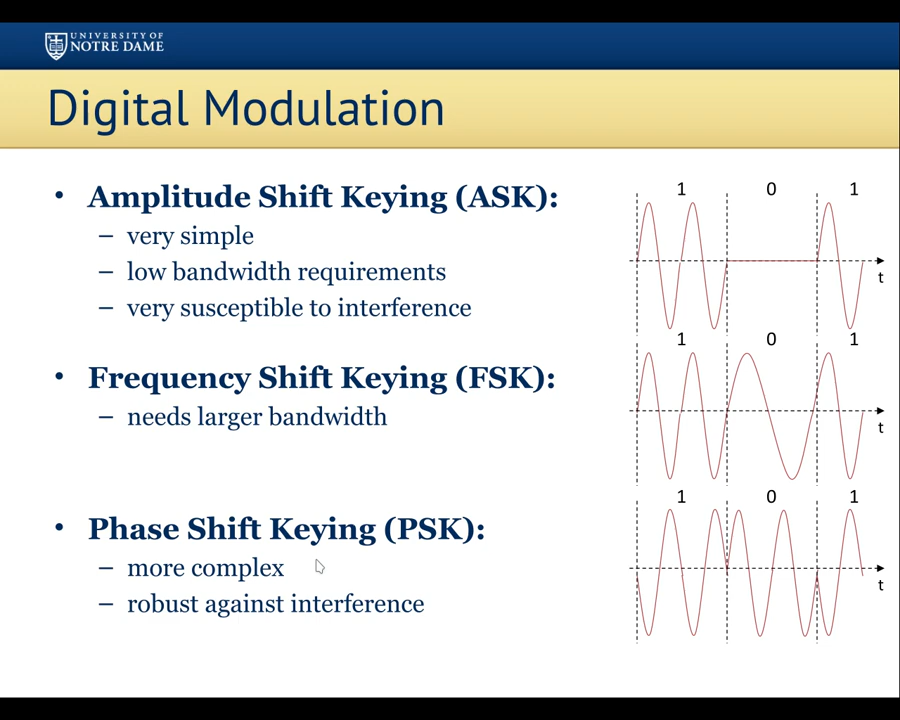 UNIVERSITY OF
NOTRE DAME
Digital Modulation
• Amplitude Shift Keying (ASK):
– very simple
– low bandwidth requirements
– very susceptible to interference
1 0 1
t
• Frequency Shift Keying (FSK):
– needs larger bandwidth
1 0 1
t
• Phase Shift Keying (PSK):
– more complex
– robust against interference
1 0 1
t